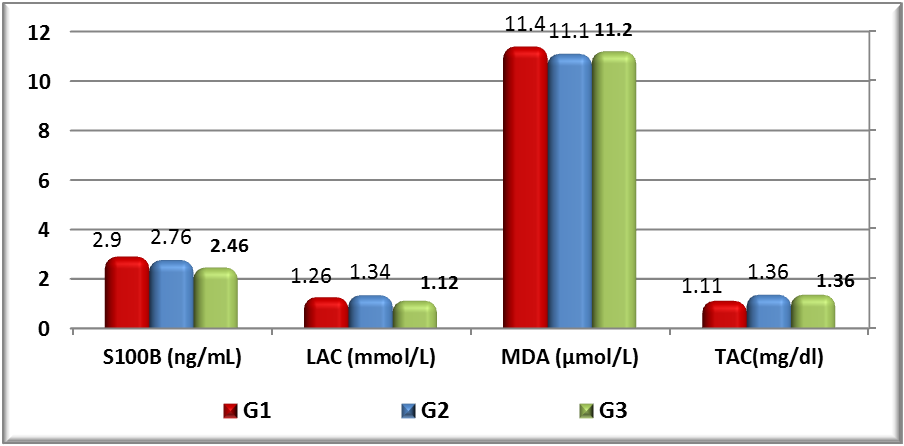 12
10
8
6
4
2
0
2.9 2.76 2.46
1.26 1.34 1.12
11.4 11.1 11.2
1.11 1.36 1.36
S100B (ng/mL) LAC (mmol/L) MDA (µmol/L) TAC(mg/dl)
G1 G2 G3